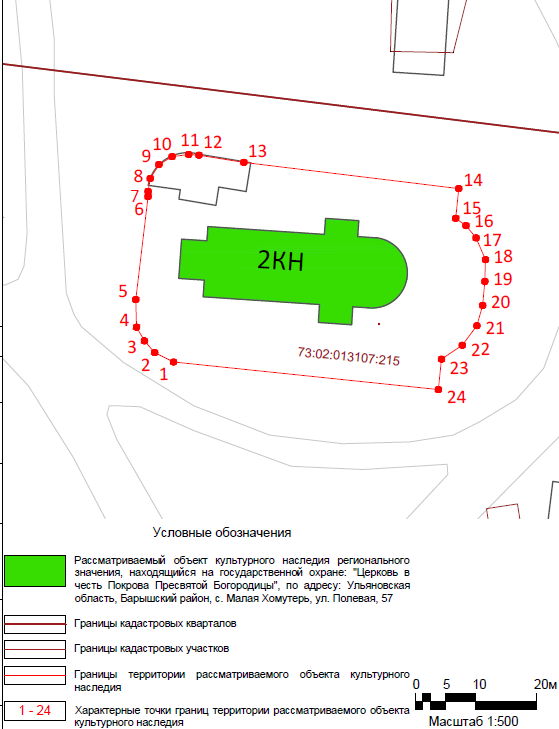 10
11
12
13
9
8
7
6
14
15
16
17
18
19
20
21
22
23
24
5
4
3
2
1
2КН
73:02:013107:215
Условные обозначения
Рассматриваемый объект культурного наследия регионального
значения, находящийся на государственной охране: "Церковь в
честь Покрова Пресвятой Богородицы", по адресу: Ульяновская
область, Барышский район, с. Малая Хомутерь, ул. Полевая, 57
Границы кадастровых кварталов
Границы кадастровых участков
Границы территории рассматриваемого объекта культурного
наследия
1 - 24
Характерные точки границ территории рассматриваемого объекта
культурного наследия
0 5 10 20м
Масштаб 1:500